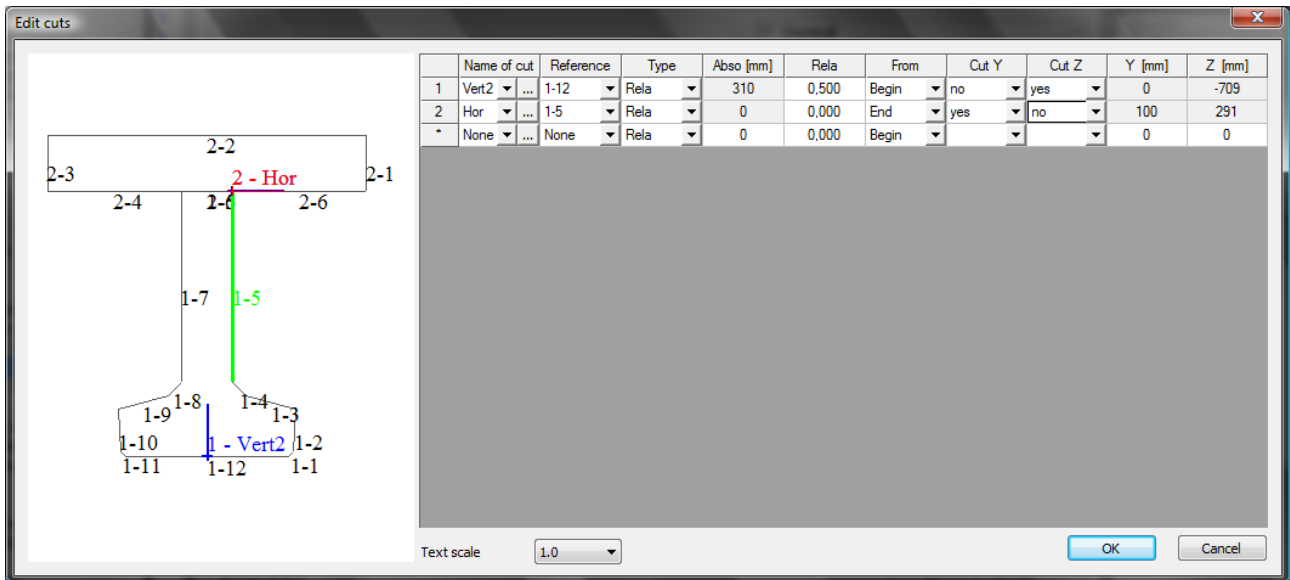 Edit cuts
Name of cut Reference Type Abso [mm] Rela From Cut Y Cut Z Y [mm] Z [mm]
1 Vert2 ... 1-12 Rela 310 0,500 Begin no yes 0 -709
2 Hor ... 1-5 Rela 0 0,000 End yes no 100 291
* None ... None Rela 0 0,000 Begin 0 0
2-2
2-3 2 - Hor 2-1
2-4 2-6
1-7 1-5
1-9 1-8 1-4 1-3
1-10 1 - Vert2 1-2
1-11 1-12 1-1
Text scale 1.0 OK Cancel